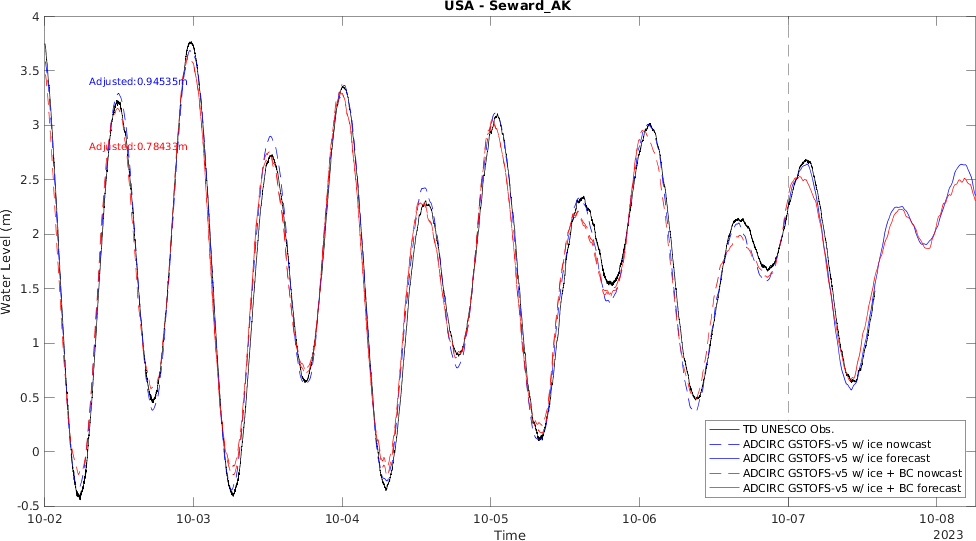 USA - Seward_AK
4
3.5
3
2.5
2
1.5
1
0.5
0
-0.5
Water Level (m)
Adjusted:0.94535m
Adjusted:0.78433m
TD UNESCO Obs.
ADCIRC GSTOFS-v5 w/ ice nowcast
ADCIRC GSTOFS-v5 w/ ice forecast
ADCIRC GSTOFS-v5 w/ ice + BC nowcast
ADCIRC GSTOFS-v5 w/ ice + BC forecast
10-02 10-03 10-04 10-05 10-06 10-07 10-08
Time
2023